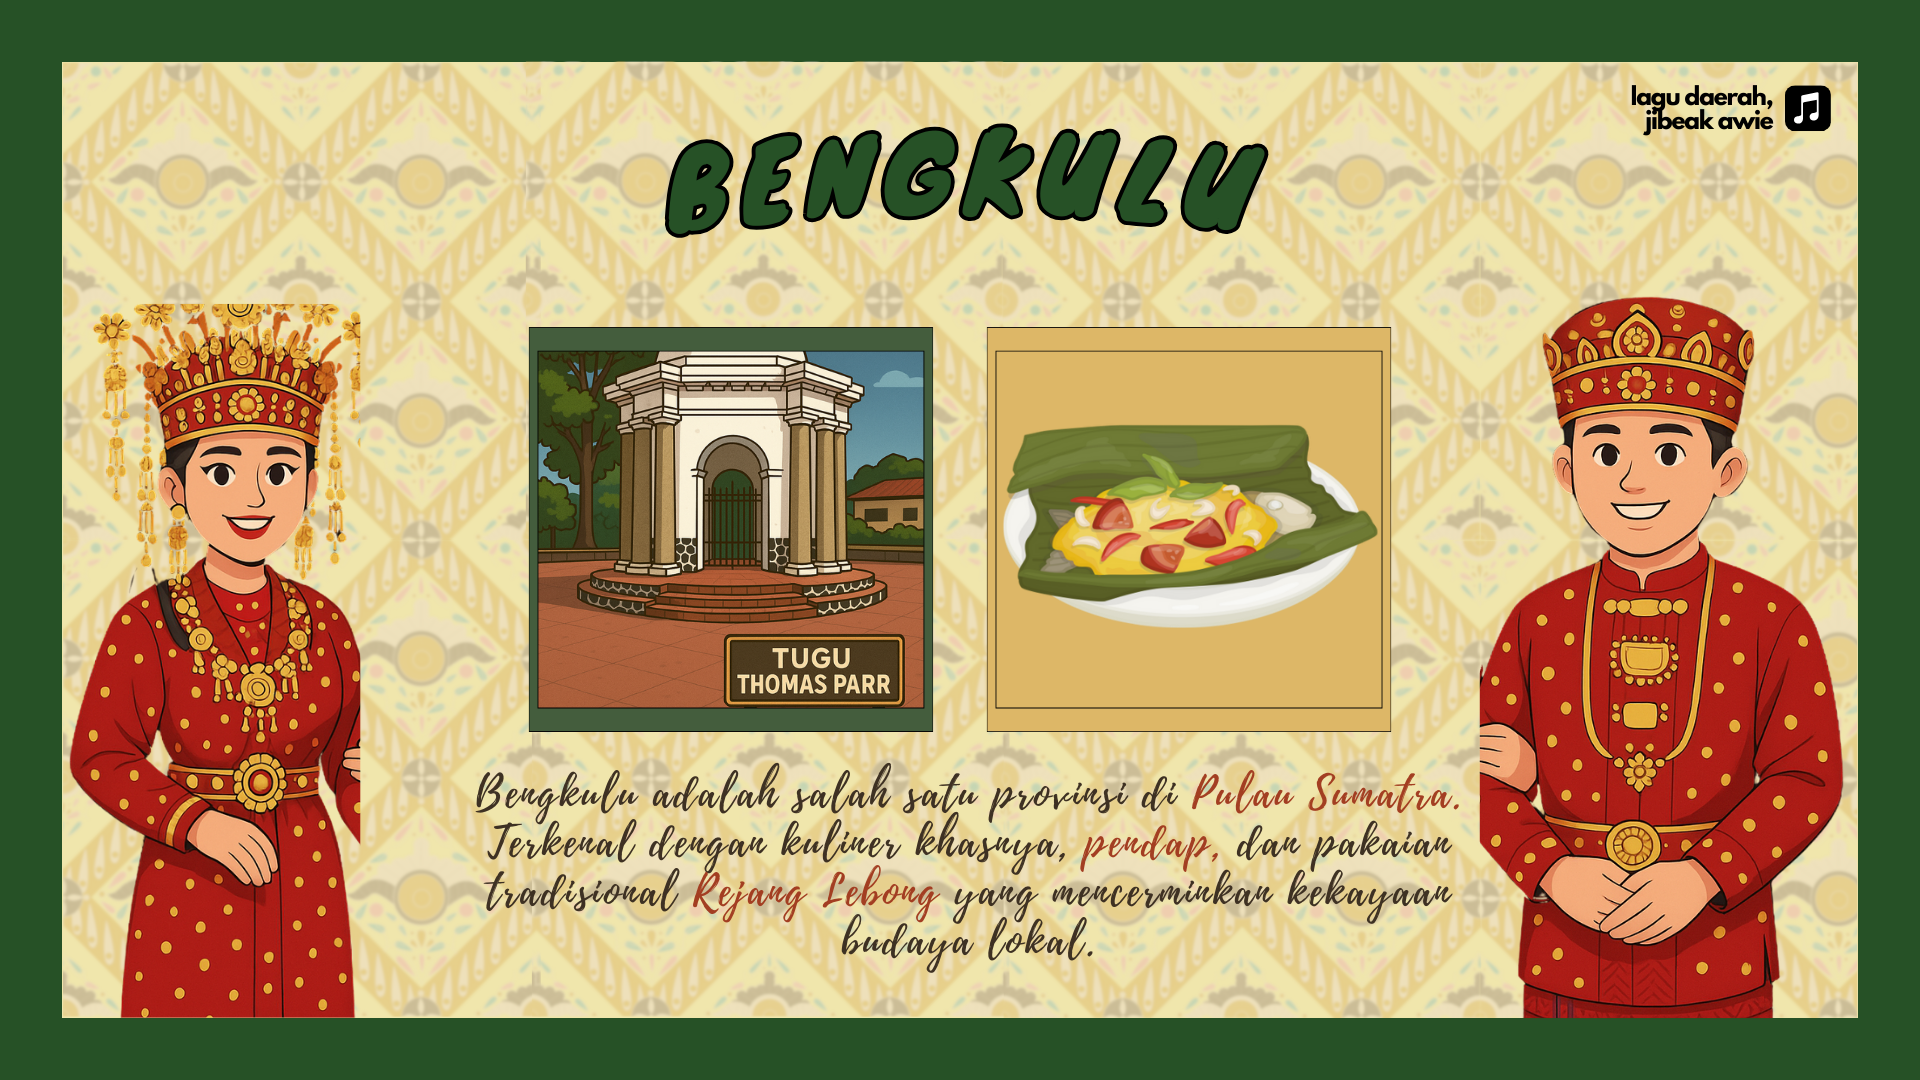 lagu daerah,
jibeak awie
BENGKULU
TUGU
THOMAS PARR
Bengkulu adalah salah satu provinsi di Pulau Sumatra.
Terkenal dengan kuliner khasnya, pendap, dan pakaian
tradisional Rejang Lebong yang mencerminkan kekayaan
budaya lokal.